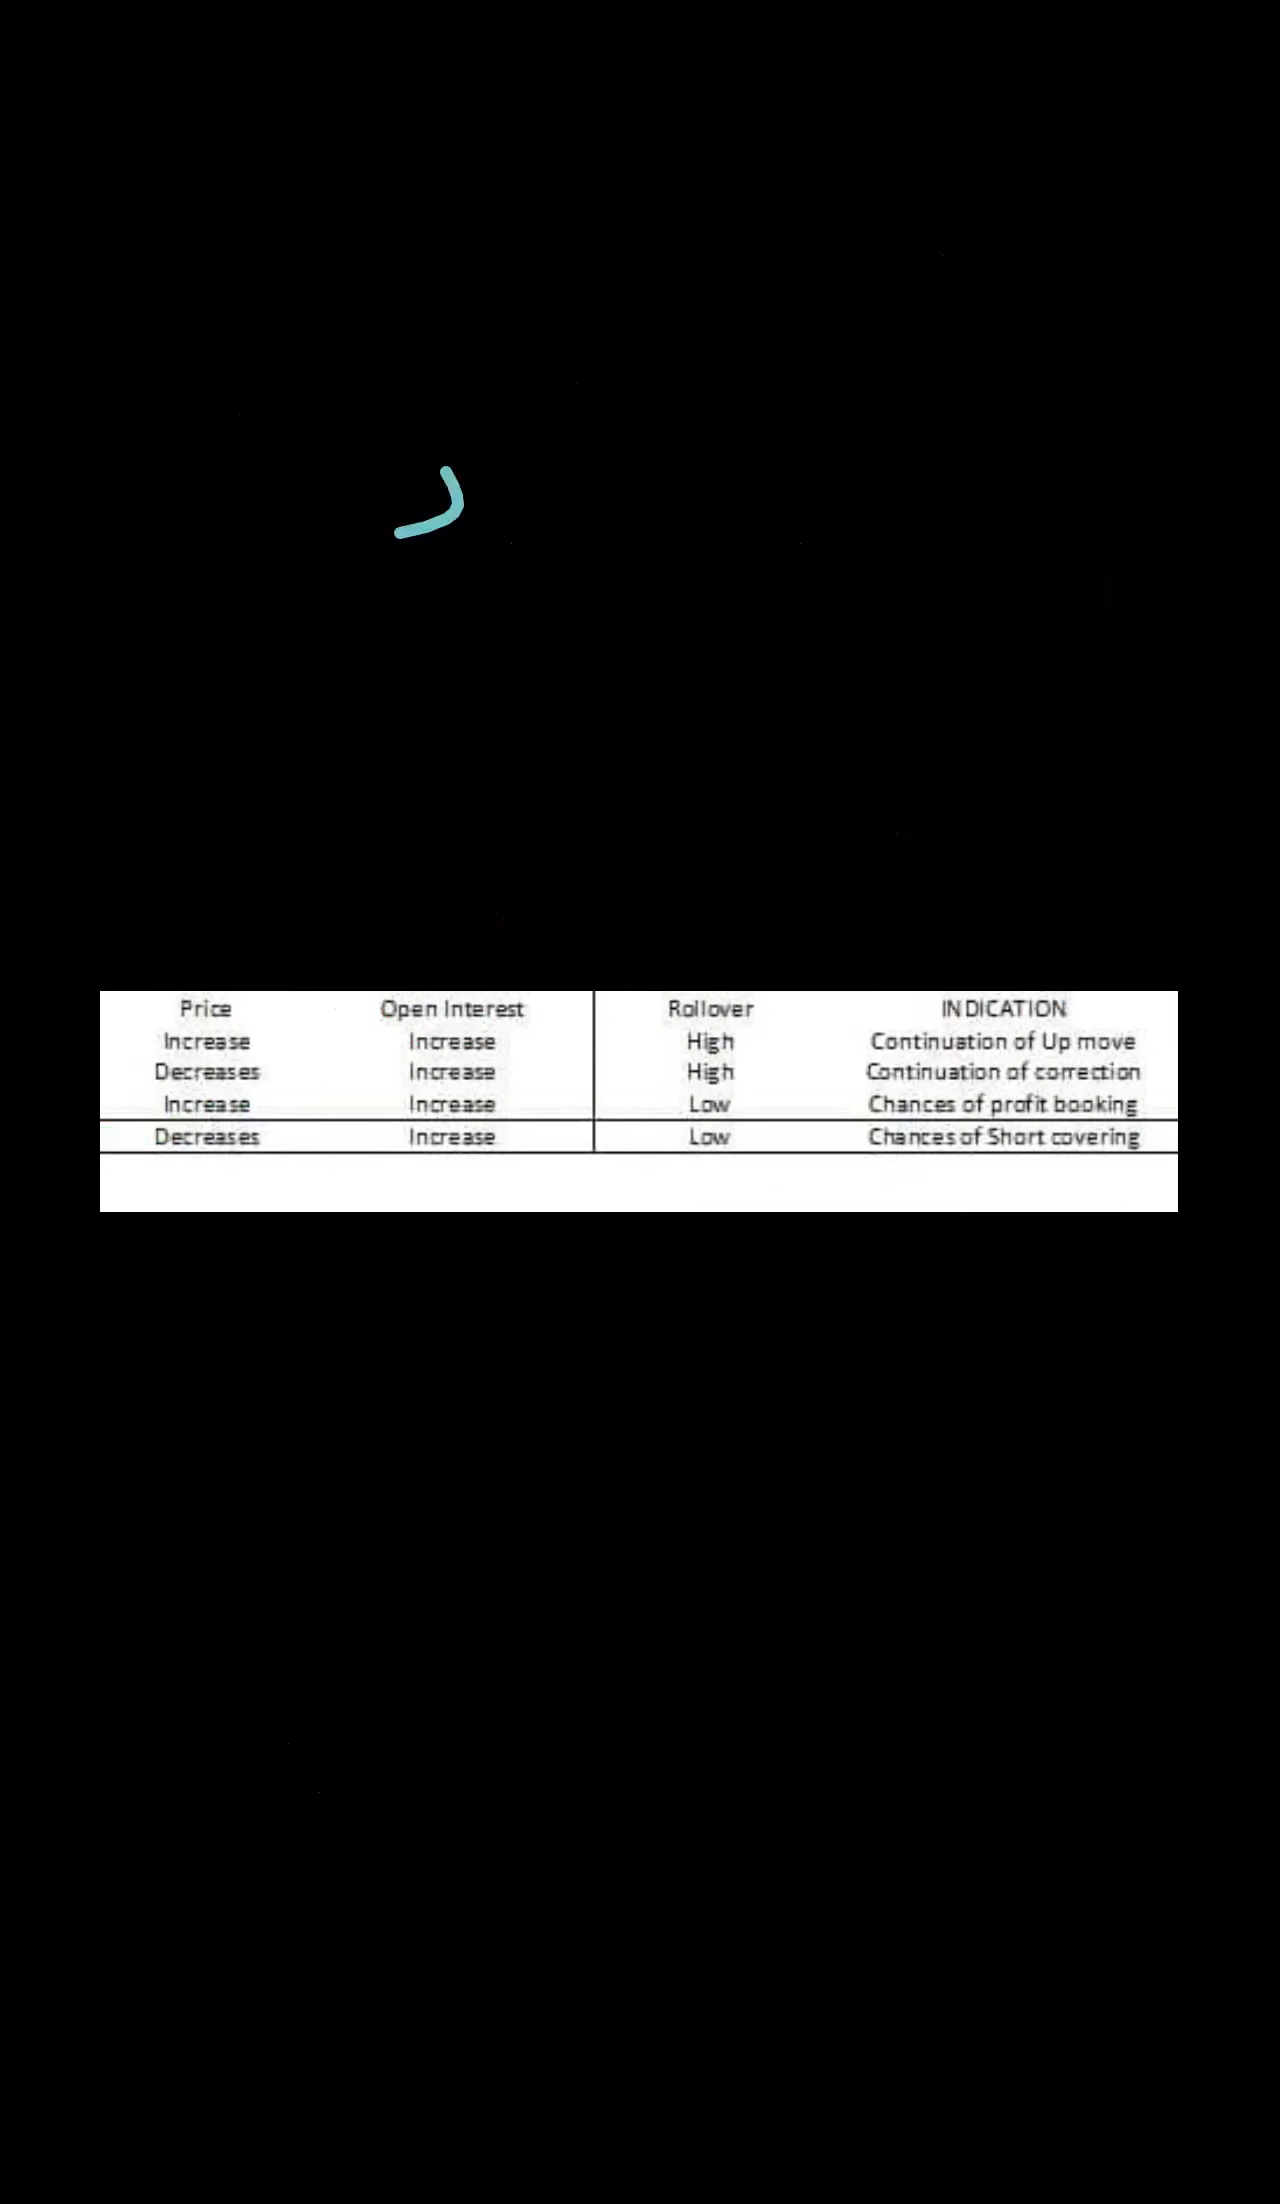 Price Open Interest Rollover INDICATION
Increase Increase High Continuation of Up move
Decreases Increase High Continuation of correction
Increase Increase Low Chances of profit booking
Decreases Increase Low Chances of Short covering